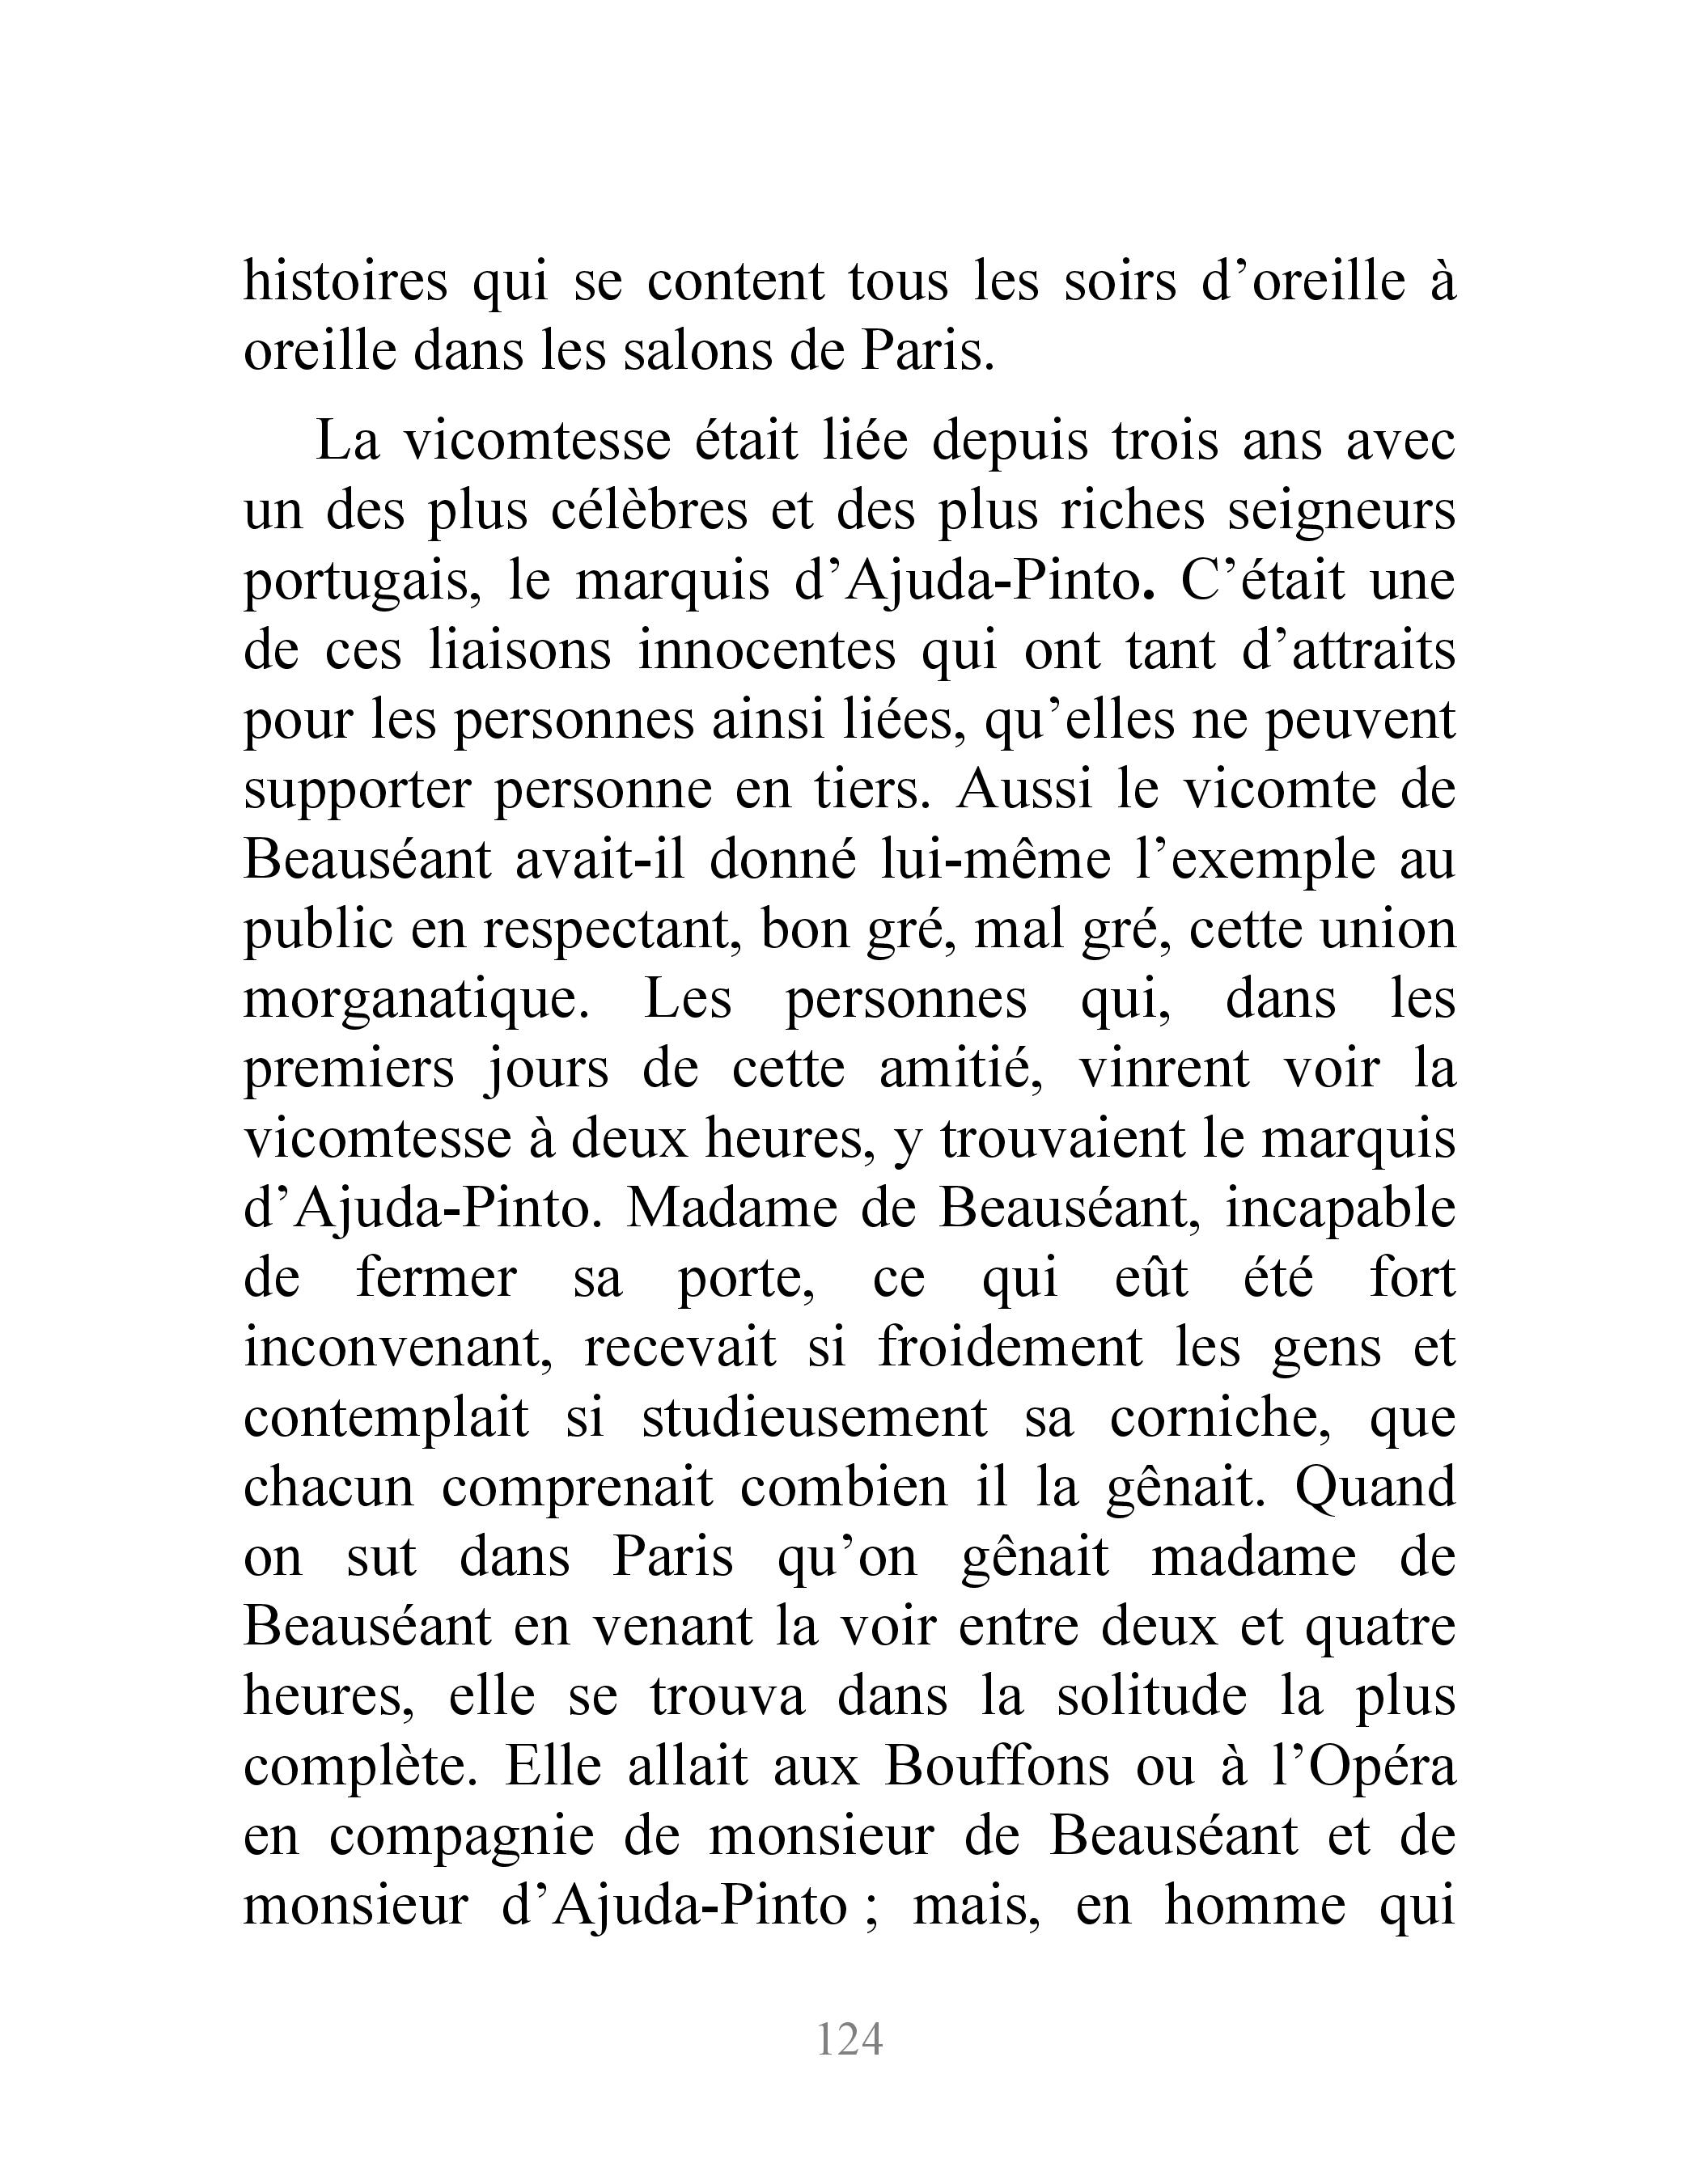 histoires qui se content tous les soirs d’oreille à
oreille dans les salons de Paris.
La vicomtesse était liée depuis trois ans avec
un des plus célèbres et des plus riches seigneurs
portugais, le marquis d’Ajuda-Pinto. C’était une
de ces liaisons innocentes qui ont tant d’attraits
pour les personnes ainsi liées, qu’elles ne peuvent
supporter personne en tiers. Aussi le vicomte de
Beauséant avait-il donné lui-même l’exemple au
public en respectant, bon gré, mal gré, cette union
morganatique. Les personnes qui, dans les
premiers jours de cette amitié, vinrent voir la
vicomtesse à deux heures, y trouvaient le marquis
d’Ajuda-Pinto. Madame de Beauséant, incapable
de fermer sa porte, ce qui eût été fort
inconvenant, recevait si froidement les gens et
contemplait si studieusement sa corniche, que
chacun comprenait combien il la gênait. Quand
on sut dans Paris qu’on gênait madame de
Beauséant en venant la voir entre deux et quatre
heures, elle se trouva dans la solitude la plus
complète. Elle allait aux Bouffons ou à l’Opéra
en compagnie de monsieur de Beauséant et de
monsieur d’Ajuda-Pinto ; mais, en homme qui
124